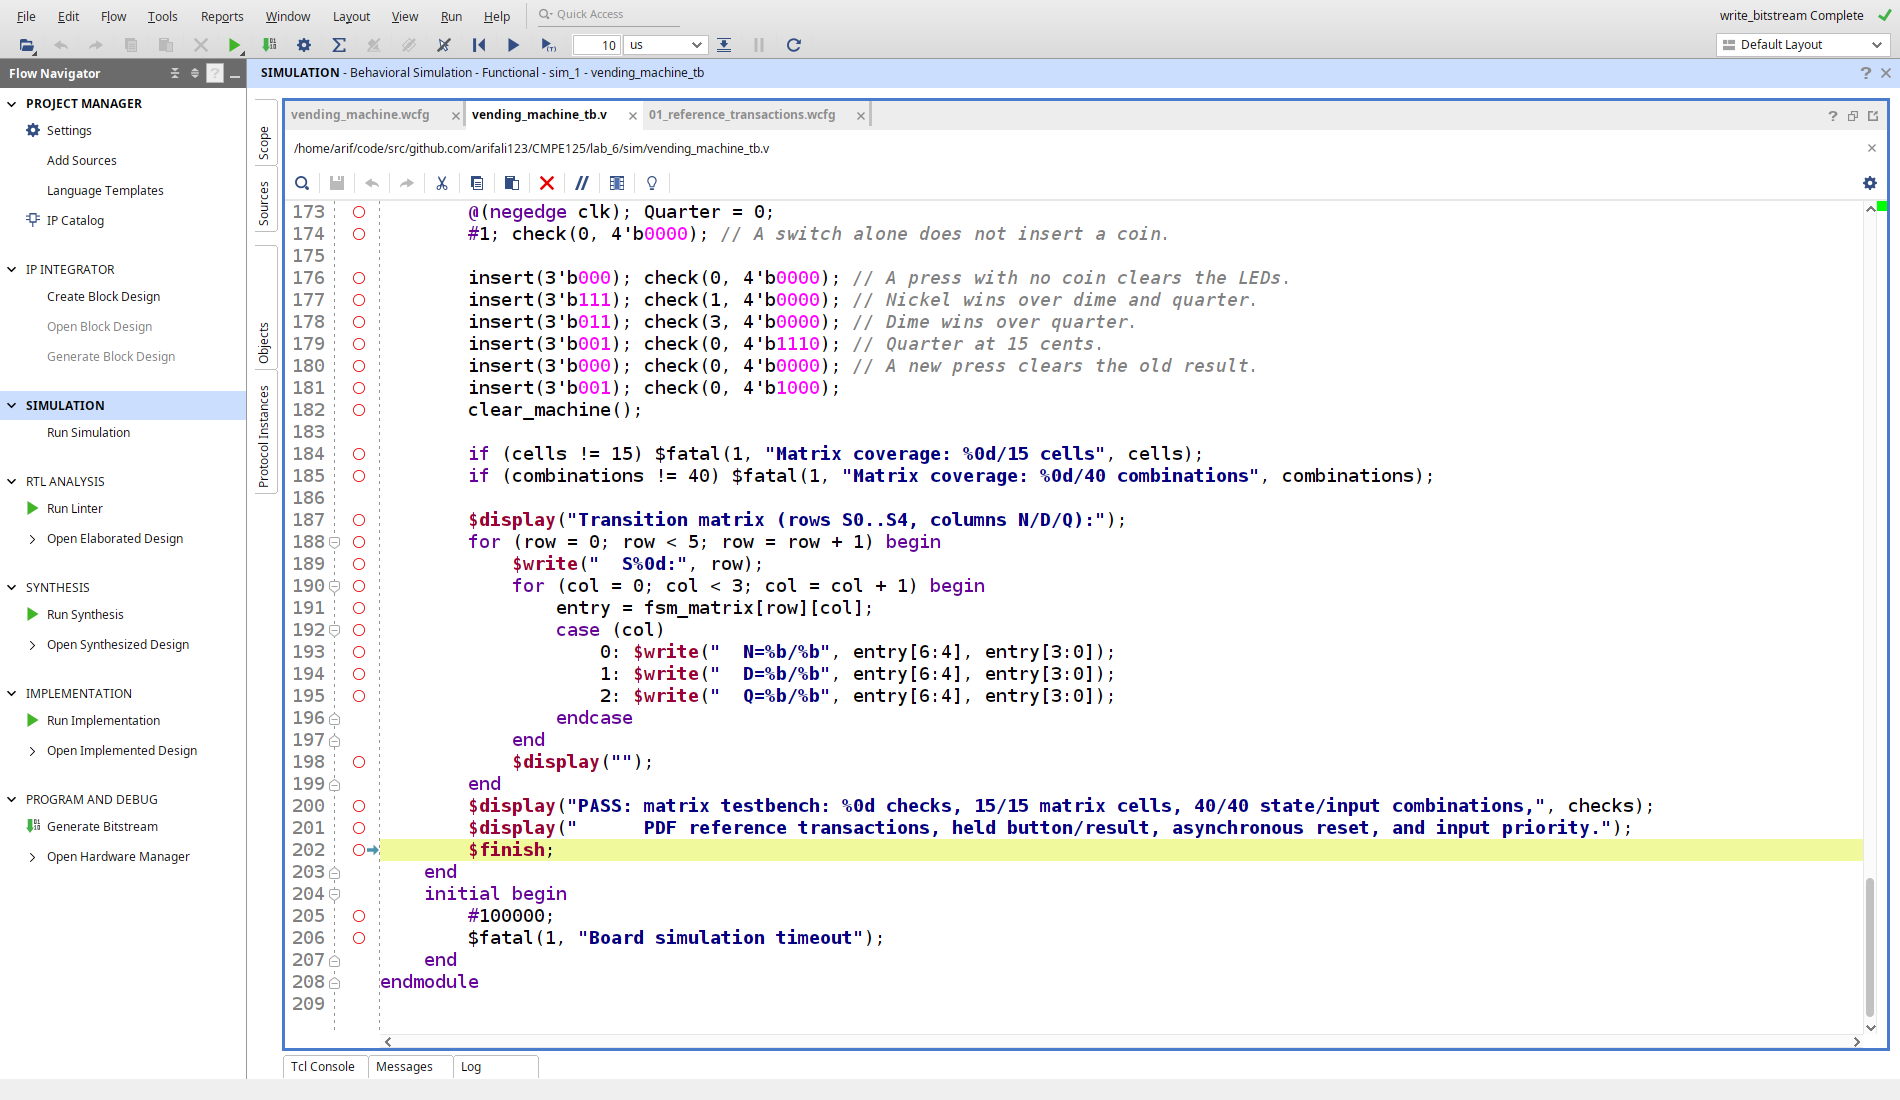 File Edit Flow Tools Reports Window Layout View Run Help Quick Access
write_bitstream Complete
10 us
Default Layout
Flow Navigator
SIMULATION - Behavioral Simulation - Functional - sim_1 - vending_machine_tb
PROJECT MANAGER
Settings
Add Sources
Language Templates
IP Catalog
IP INTEGRATOR
Create Block Design
Open Block Design
Generate Block Design
SIMULATION
Run Simulation
RTL ANALYSIS
Run Linter
Open Elaborated Design
SYNTHESIS
Run Synthesis
Open Synthesized Design
IMPLEMENTATION
Run Implementation
Open Implemented Design
PROGRAM AND DEBUG
Generate Bitstream
Open Hardware Manager
Scope
Sources
Objects
Protocol Instances
vending_machine.wcfg vending_machine_tb.v 01_reference_transactions.wcfg
/home/arif/code/src/github.com/arifali123/CMPE125/lab_6/sim/vending_machine_tb.v
173 @(negedge clk); Quarter = 0;
174 #1; check(0, 4'b0000); // A switch alone does not insert a coin.
175
176 insert(3'b000); check(0, 4'b0000); // A press with no coin clears the LEDs.
177 insert(3'b111); check(1, 4'b0000); // Nickel wins over dime and quarter.
178 insert(3'b011); check(3, 4'b0000); // Dime wins over quarter.
179 insert(3'b001); check(0, 4'b1110); // Quarter at 15 cents.
180 insert(3'b000); check(0, 4'b0000); // A new press clears the old result.
181 insert(3'b001); check(0, 4'b1000);
182 clear_machine();
183
184 if (cells != 15) $fatal(1, "Matrix coverage: %0d/15 cells", cells);
185 if (combinations != 40) $fatal(1, "Matrix coverage: %0d/40 combinations", combinations);
186
187 $display("Transition matrix (rows S0..S4, columns N/D/Q):");
188 for (row = 0; row < 5; row = row + 1) begin
189 $write("  S%0d:", row);
190 for (col = 0; col < 3; col = col + 1) begin
191 entry = fsm_matrix[row][col];
192 case (col)
193 0: $write("  N=%b/%b", entry[6:4], entry[3:0]);
194 1: $write("  D=%b/%b", entry[6:4], entry[3:0]);
195 2: $write("  Q=%b/%b", entry[6:4], entry[3:0]);
196 endcase
197 end
198 $display("");
199 end
200 $display("PASS: matrix testbench: %0d checks, 15/15 matrix cells, 40/40 state/input combinations,", checks);
201 $display("      PDF reference transactions, held button/result, asynchronous reset, and input priority.");
202 $finish;
203 end
204 initial begin
205 #100000;
206 $fatal(1, "Board simulation timeout");
207 end
208 endmodule
209
Tcl Console Messages Log